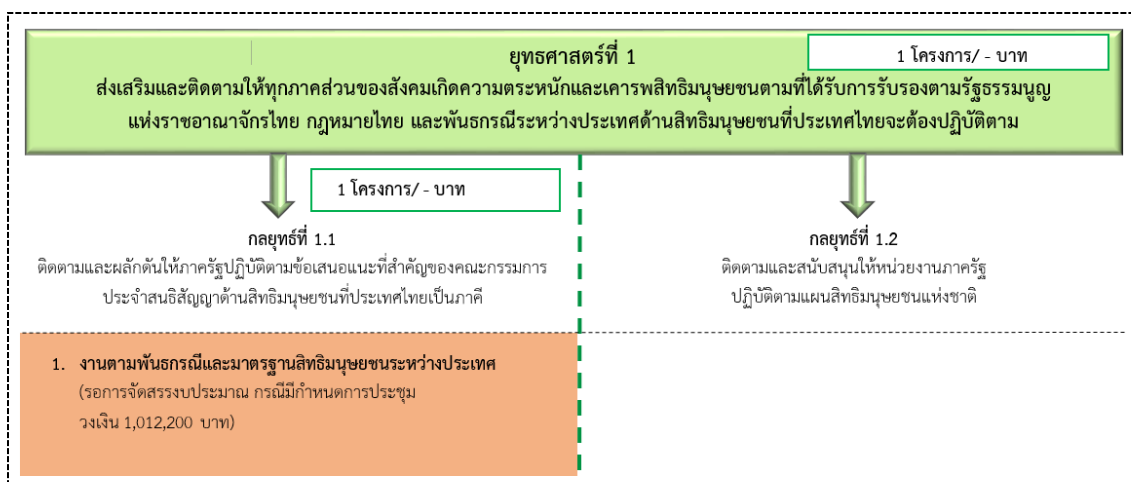 ยุทธศาสตร์ที่ 1
1 โครงการ/ - บาท
ส่งเสริมและติดตามให้ทุกภาคส่วนของสังคมเกิดความตระหนักและเคารพสิทธิมนุษยชนตามที่ได้รับการรับรองตามรัฐธรรมนูญ
แห่งราชอาณาจักรไทย กฎหมายไทย และพันธกรณีระหว่างประเทศด้านสิทธิมนุษยชนที่ประเทศไทยจะต้องปฏิบัติตาม
1 โครงการ/ - บาท
กลยุทธ์ที่ 1.1
ติดตามและผลักดันให้ภาครัฐปฏิบัติตามข้อเสนอแนะที่สำคัญของคณะกรรมการ
ประจำสนธิสัญญาด้านสิทธิมนุษยชนที่ประเทศไทยเป็นภาคี
กลยุทธ์ที่ 1.2
ติดตามและสนับสนุนให้หน่วยงานภาครัฐ
ปฏิบัติตามแผนสิทธิมนุษยชนแห่งชาติ
1. งานตามพันธกรณีและมาตรฐานสิทธิมนุษยชนระหว่างประเทศ
(รอการจัดสรรงบประมาณ กรณีมีกำหนดการประชุม
วงเงิน 1,012,200 บาท)